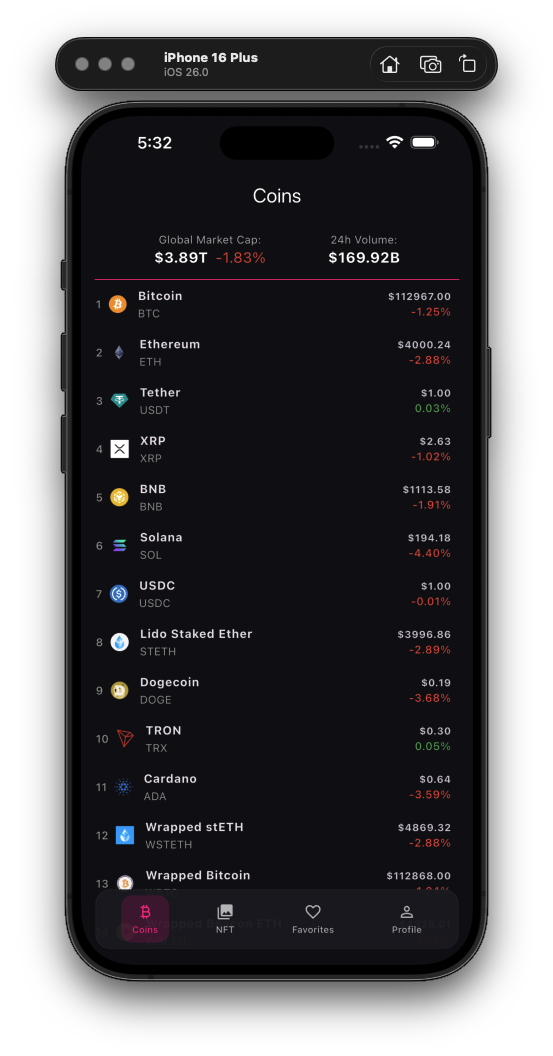 iPhone 16 Plus
iOS 26.0
5:32
Coins
Global Market Cap: 24h Volume:
$3.89T -1.83% $169.92B
1 Bitcoin $112967.00
BTC -1.25%
2 Ethereum $4000.24
ETH -2.88%
3 Tether $1.00
USDT 0.03%
4 XRP $2.63
XRP -1.02%
5 BNB $1113.58
BNB -1.91%
6 Solana $194.18
SOL -4.40%
7 USDC $1.00
USDC -0.01%
8 Lido Staked Ether $3996.86
STETH -2.89%
9 Dogecoin $0.19
DOGE -3.68%
10 TRON $0.30
TRX 0.05%
11 Cardano $0.64
ADA -3.59%
12 Wrapped stETH $4869.32
WSTETH -2.88%
13 Wrapped Bitcoin $112868.00
14 Wrapped ETH
Coins NFT Favorites Profile